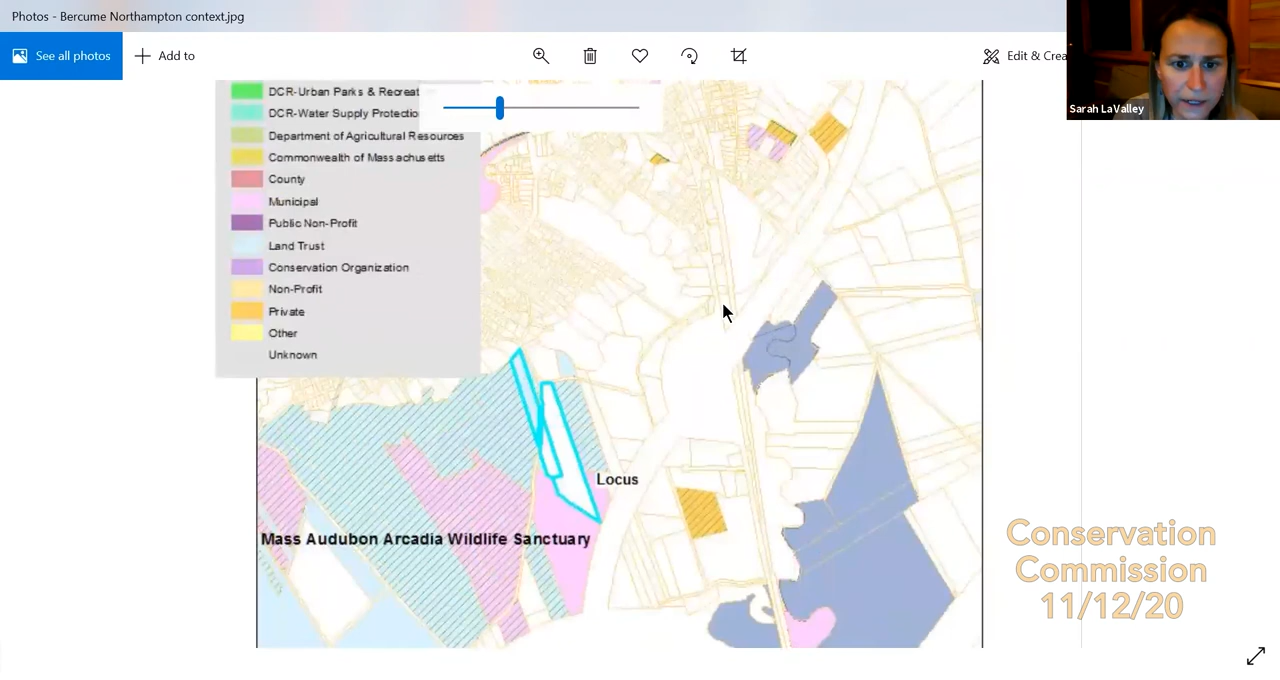 Photos - Bercume Northampton context.jpg
See all photos
Add to
Edit & Crea
Sarah LaValley
DCR-Urban Parks & Recreat
DCR-Water Supply Protectio
Department of Agricultural Resources
Commonwealth of Massachusetts
County
Municipal
Public Non-Profit
Land Trust
Conservation Organization
Non-Profit
Private
Other
Unknown
Locus
Mass Audubon Arcadia Wildlife Sanctuary
Conservation
Commission
11/12/20